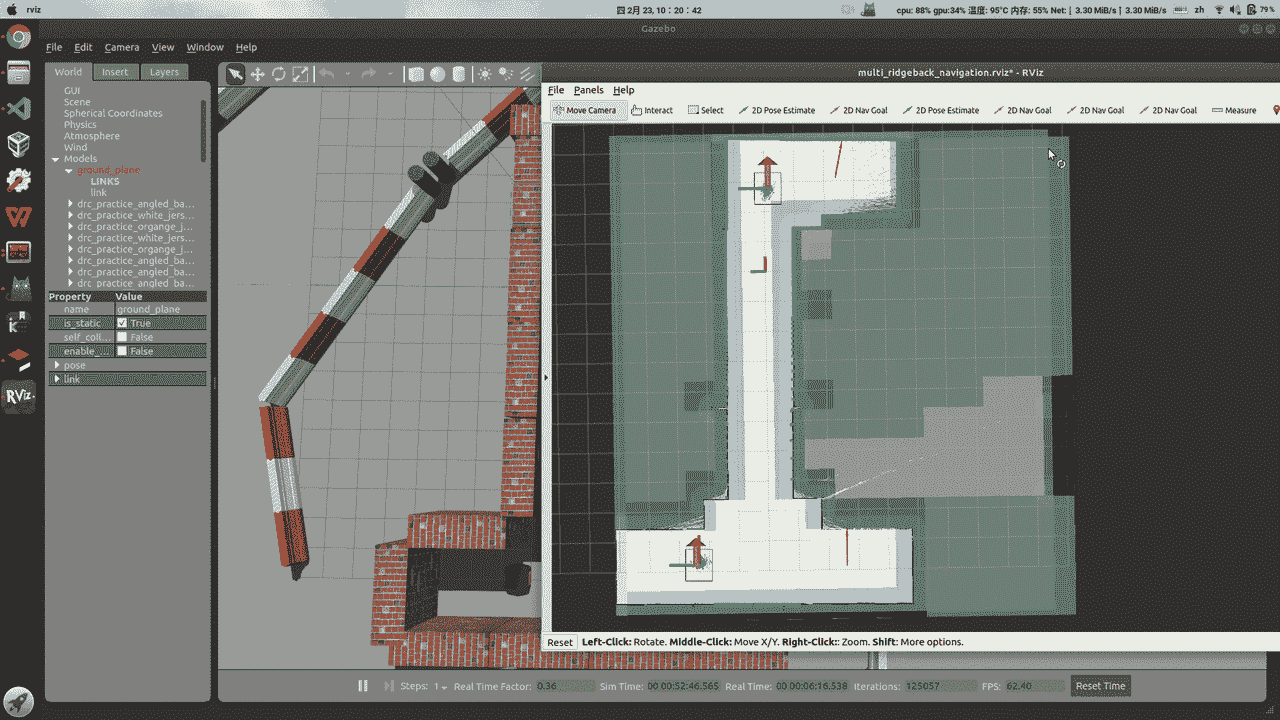 rviz
四 2月 23, 10：20：42
cpu: 88% gpu:34% 温度: 95°C 内存: 55% Net: 3.30 MiB/s 3.30 MiB/s
zh
79%
Gazebo
File Edit Camera View Window Help
World Insert Layers
GUI
Scene
Spherical Coordinates
Physics
Atmosphere
Wind
Models
ground_plane
LINKS
link
drc_practice_angled_ba...
drc_practice_white_jers...
drc_practice_organge_j...
drc_practice_white_jers...
drc_practice_organge_j...
drc_practice_angled_ba...
drc_practice_angled_ba...
drc_practice_angled_ba...
Property Value
name ground_plane
is_static True
self_coll... False
enable_... False
pose
link
RViz
multi_ridgeback_navigation.rviz* - RViz
File Panels Help
Move Camera Interact Select 2D Pose Estimate 2D Nav Goal 2D Pose Estimate 2D Nav Goal 2D Nav Goal 2D Nav Goal Measure
Reset Left-Click: Rotate. Middle-Click: Move X/Y. Right-Click:: Zoom. Shift: More options.
Steps: 1 Real Time Factor: 0.36 Sim Time: 00 00:52:46.565 Real Time: 00 00:06:16.538 Iterations: 125057 FPS: 62.40 Reset Time